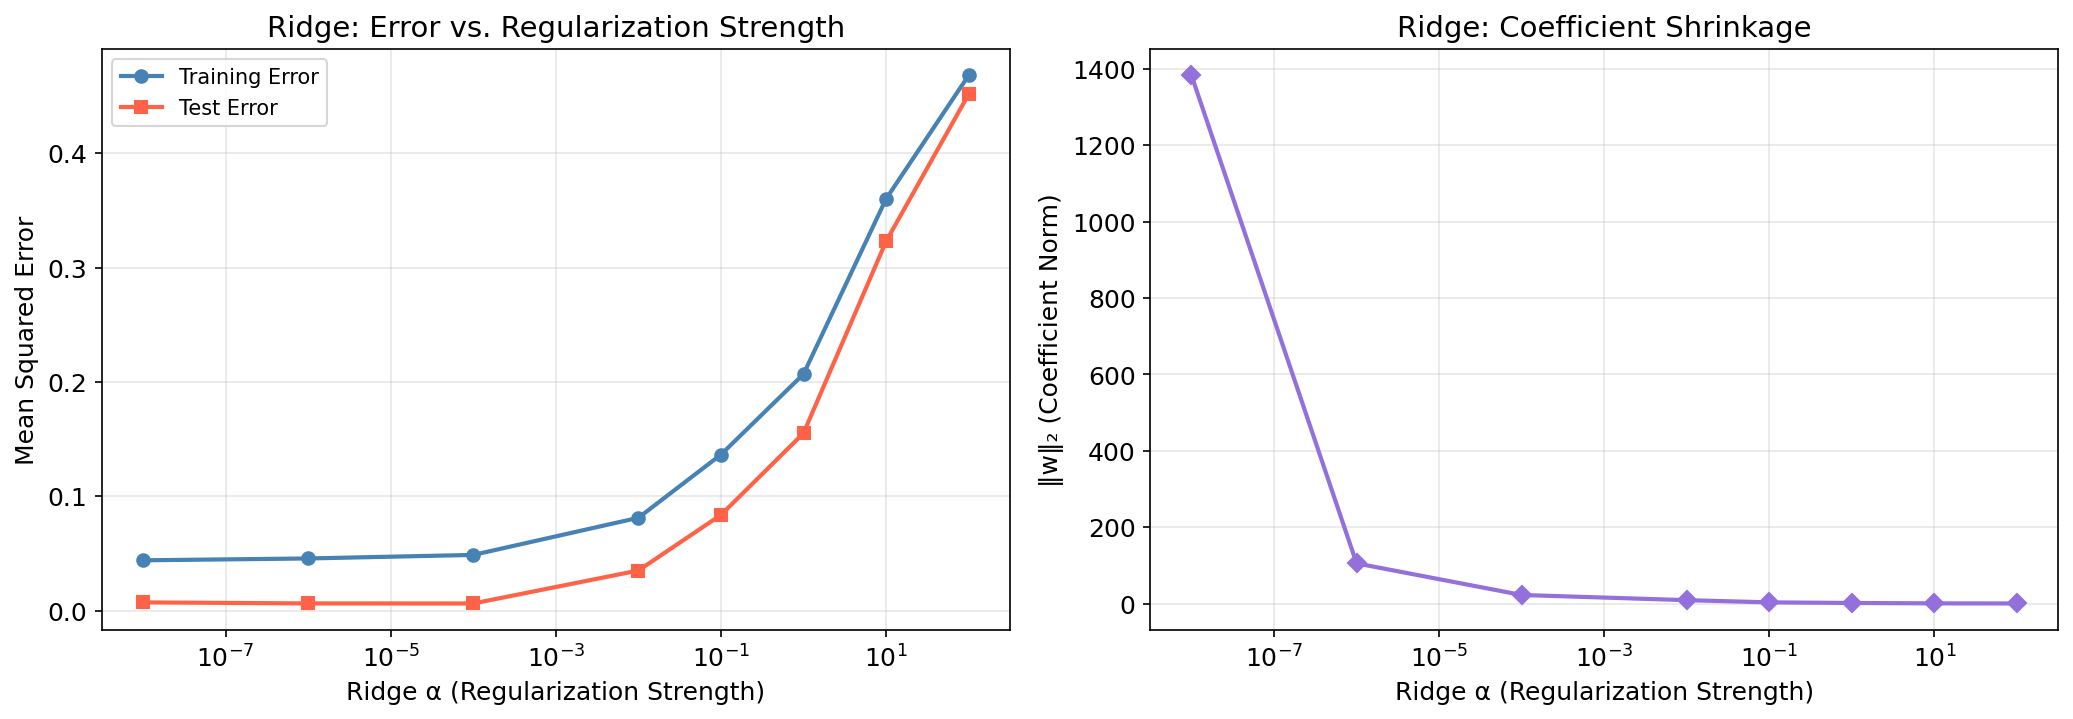 Ridge: Error vs. Regularization Strength
Training Error
Test Error
Mean Squared Error
0.4
0.3
0.2
0.1
0.0
10⁻⁷ 10⁻⁵ 10⁻³ 10⁻¹ 10¹
Ridge α (Regularization Strength)
Ridge: Coefficient Shrinkage
‖w‖₂ (Coefficient Norm)
1400
1200
1000
800
600
400
200
0
10⁻⁷ 10⁻⁵ 10⁻³ 10⁻¹ 10¹
Ridge α (Regularization Strength)